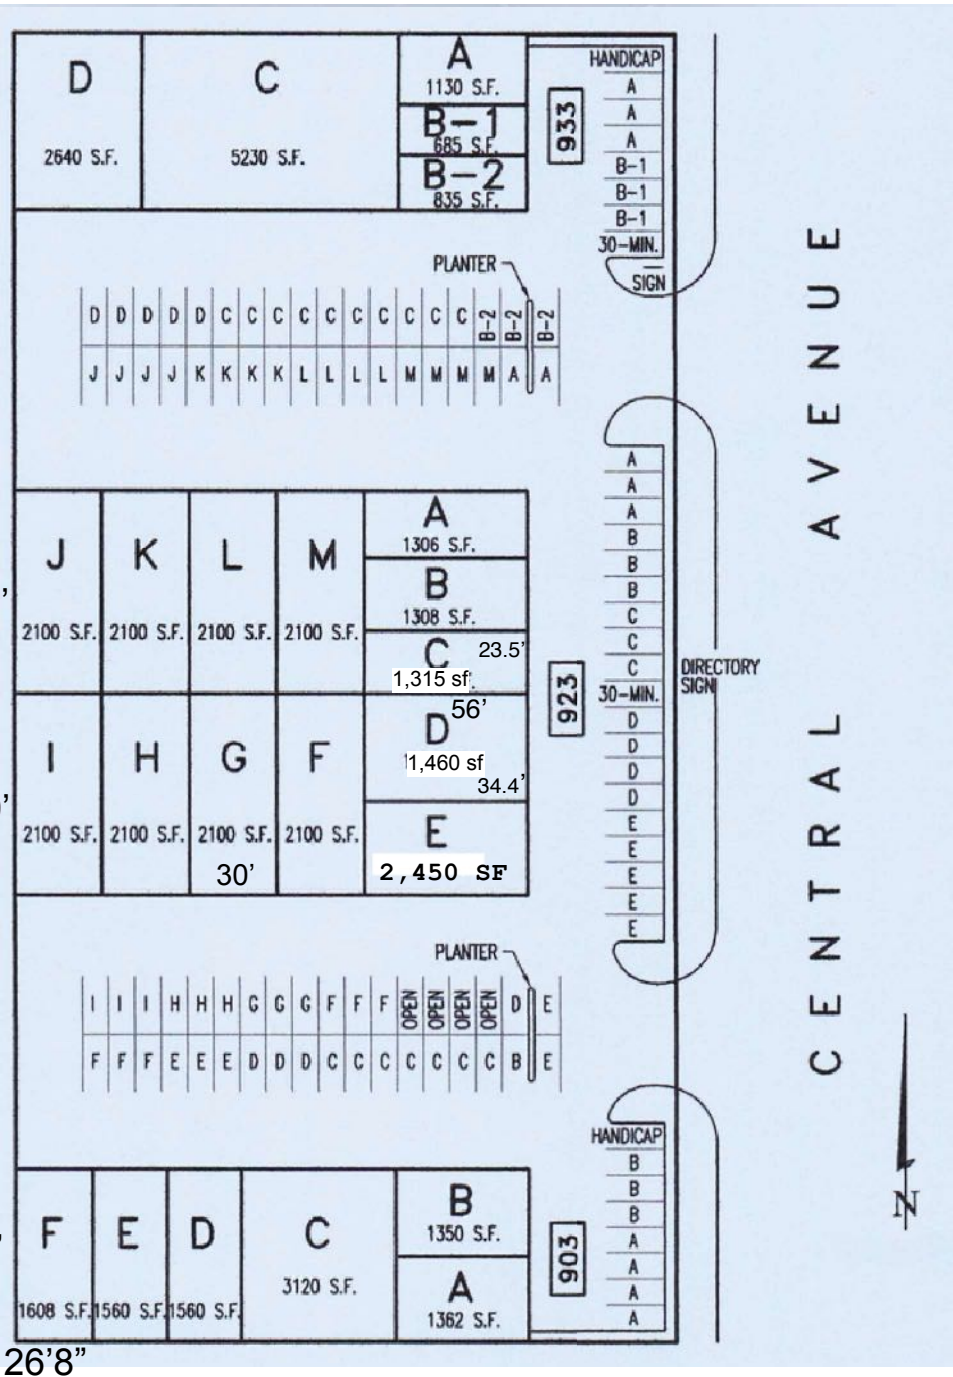 D
2640 S.F.
C
5230 S.F.
A
1130 S.F.
B-1
685 S.F.
B-2
835 S.F.
933
HANDICAP
A
A
A
B-1
B-1
B-1
30-MIN.
SIGN
PLANTER
D D D D D C C C C C C C C C C B-2 B-2 B-2
J J J J K K K K L L L L M M M M A A
J
2100 S.F.
K
2100 S.F.
L
2100 S.F.
M
2100 S.F.
A
1306 S.F.
B
1308 S.F.
C
23.5'
1,315 sf
56'
D
1,460 sf
34.4'
E
2,450 SF
I
2100 S.F.
H
2100 S.F.
G
2100 S.F.
30'
F
2100 S.F.
923
A
A
A
B
B
B
C
C
C
30-MIN.
D
D
D
D
E
E
E
E
E
DIRECTORY
SIGN
CENTRAL AVENUE
PLANTER
I I I H H H G G G F F F OPEN OPEN OPEN OPEN D E
F F F E E E D D D C C C C C C C B E
HANDICAP
B
B
B
A
A
A
A
903
F
1608 S.F.
E
1560 S.F.
D
1560 S.F.
C
3120 S.F.
B
1350 S.F.
A
1362 S.F.
N
26'8"